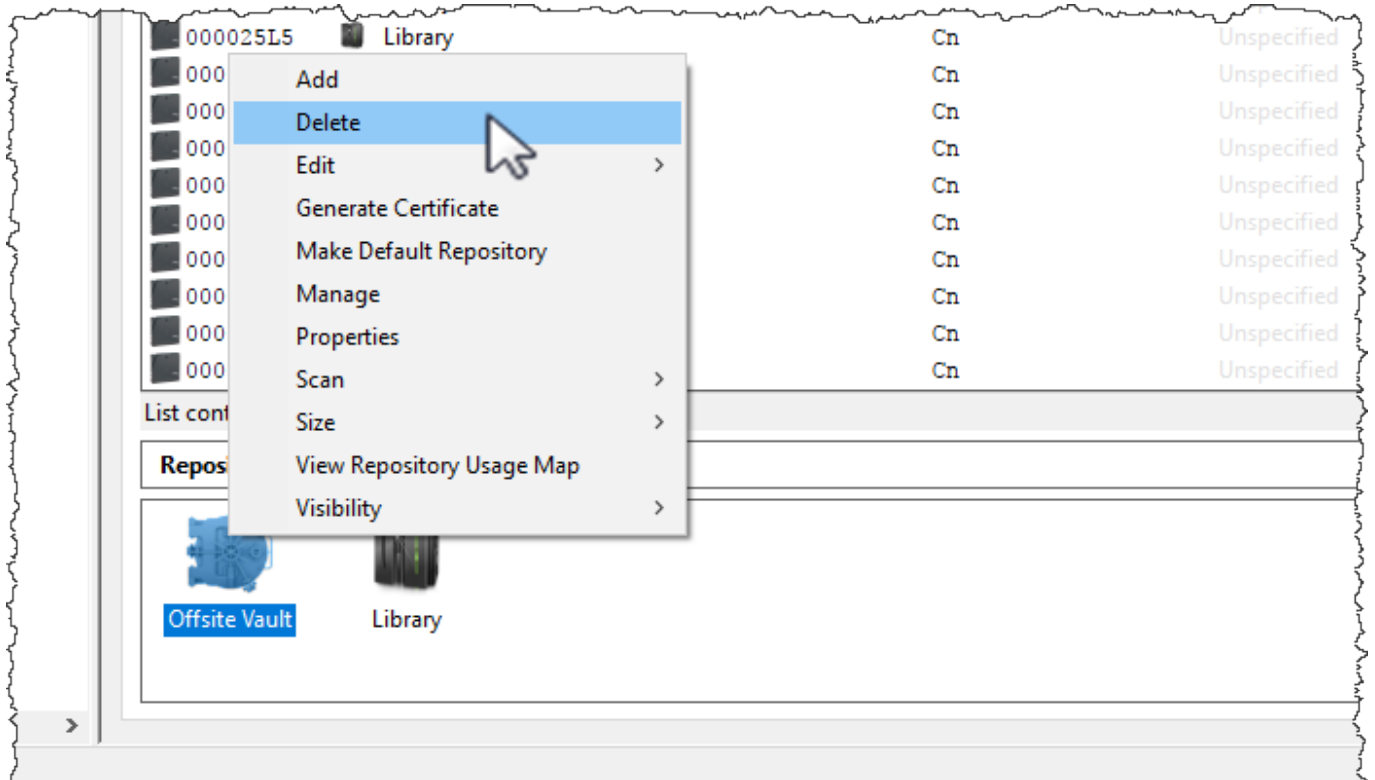 000025L5 Library Cn Unspecified
000 Cn Unspecified
000 Cn Unspecified
000 Cn Unspecified
000 Cn Unspecified
000 Cn Unspecified
000 Cn Unspecified
000 Cn Unspecified
000 Cn Unspecified
000 Cn Unspecified
Add
Delete
Edit
Generate Certificate
Make Default Repository
Manage
Properties
Scan
Size
View Repository Usage Map
Visibility
List cont
Reposi
Offsite Vault
Library